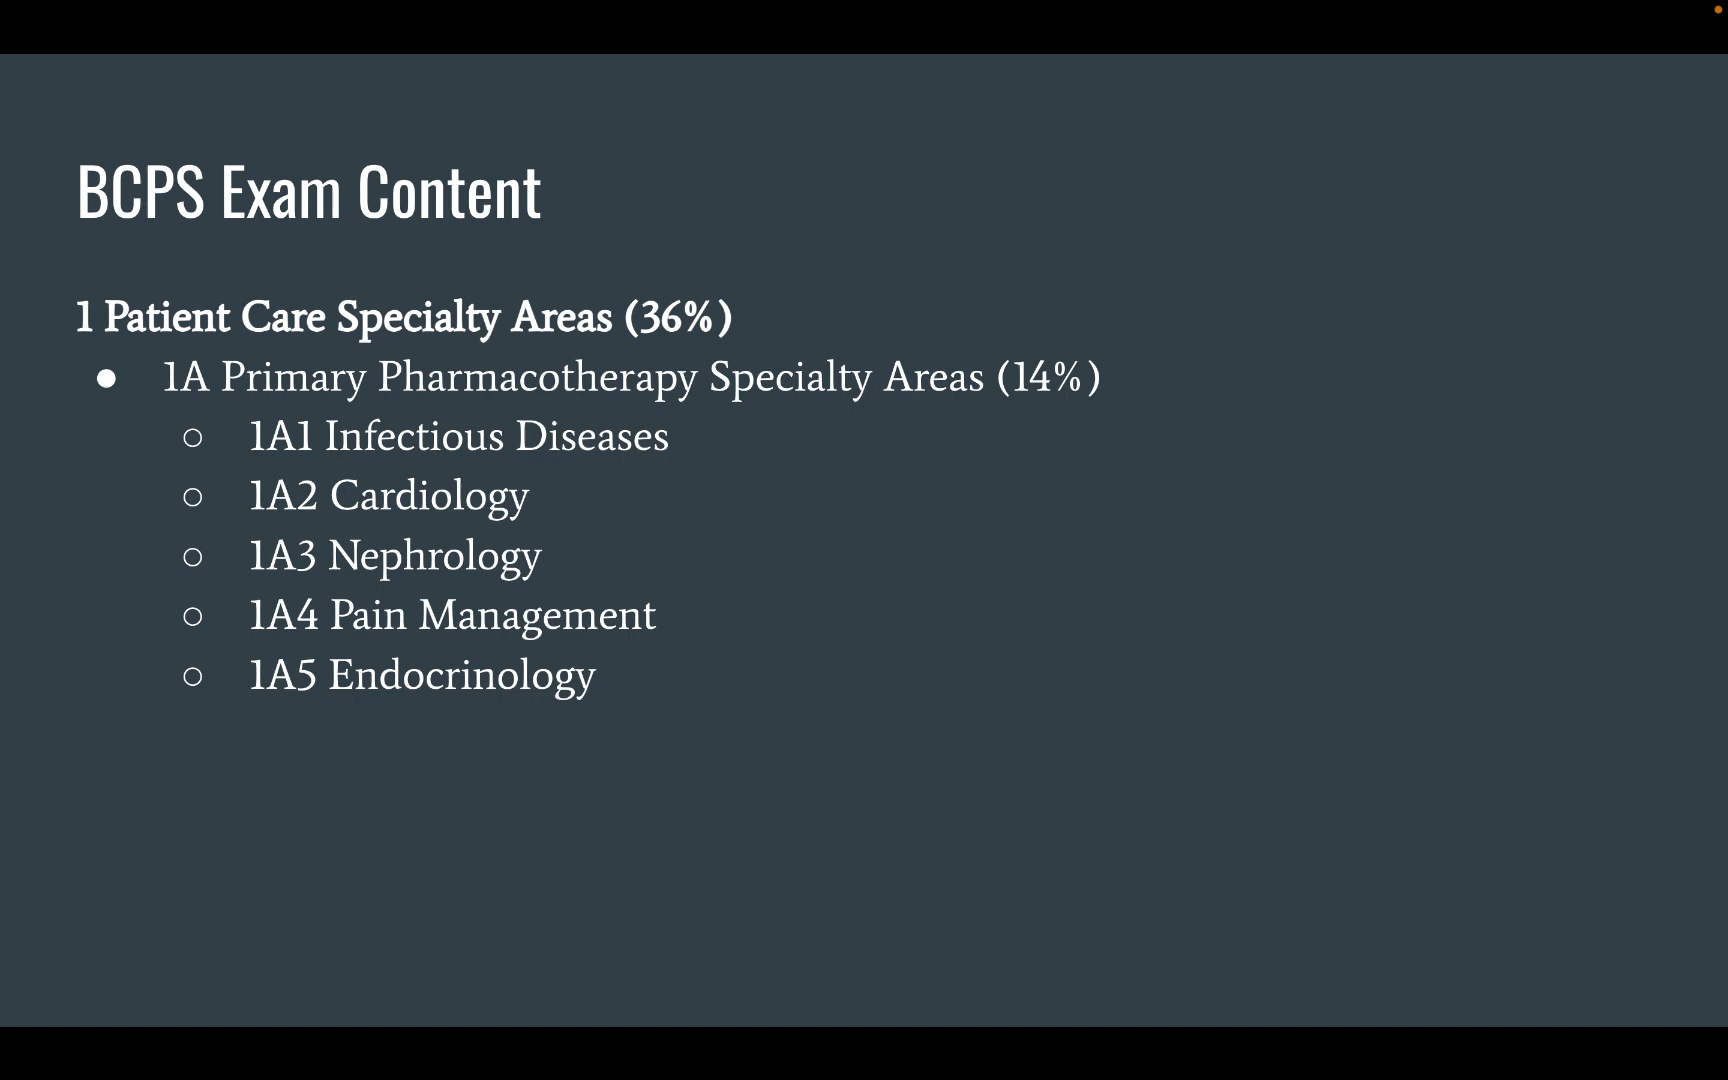 BCPS Exam Content
1 Patient Care Specialty Areas (36%)
● 1A Primary Pharmacotherapy Specialty Areas (14%)
○ 1A1 Infectious Diseases
○ 1A2 Cardiology
○ 1A3 Nephrology
○ 1A4 Pain Management
○ 1A5 Endocrinology